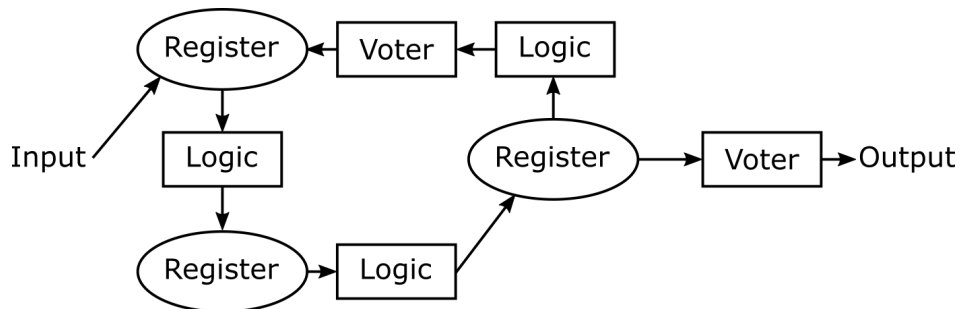 Register
Voter
Logic
Input
Logic
Register
Voter
Output
Register
Logic